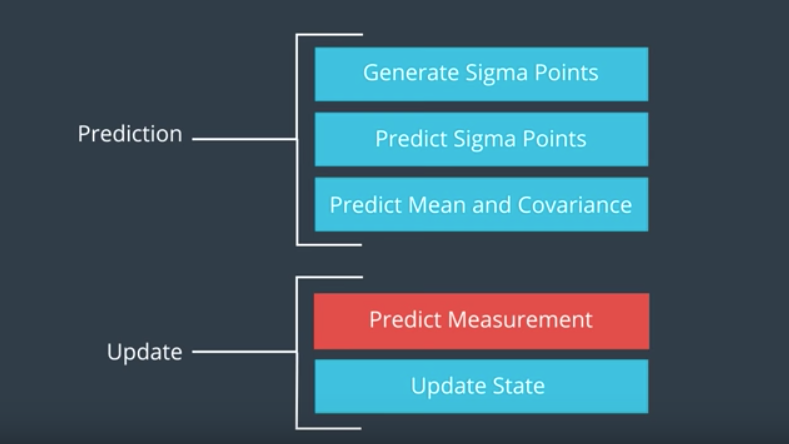 Generate Sigma Points
Prediction
Predict Sigma Points
Predict Mean and Covariance
Predict Measurement
Update
Update State